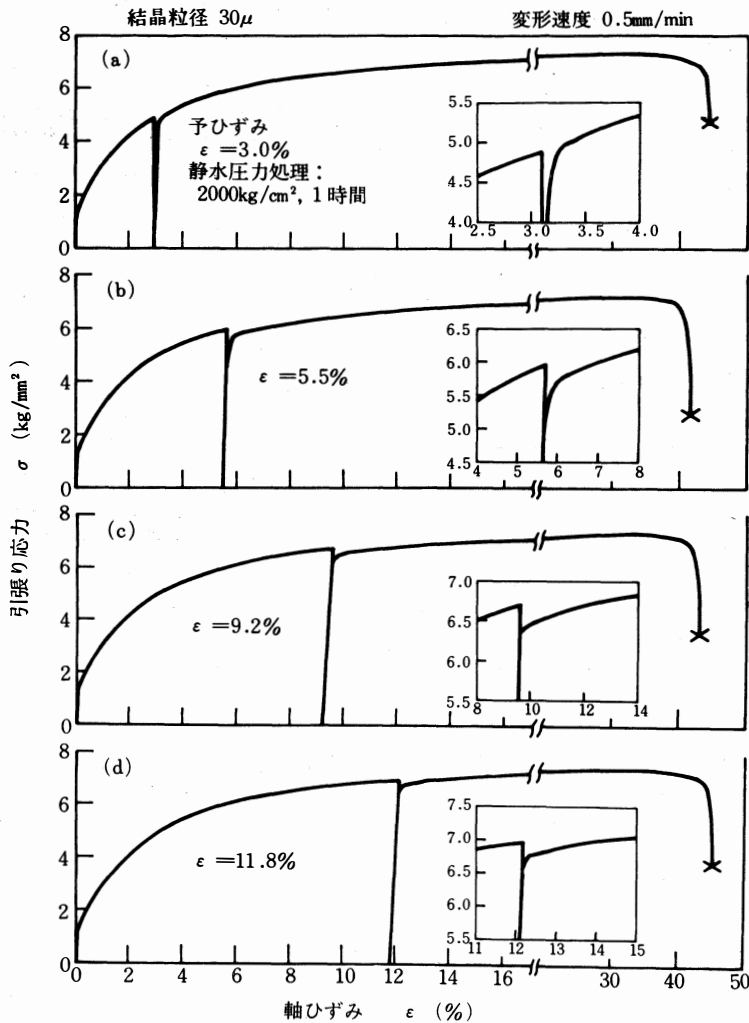 結晶粒径 30μ
変形速度 0.5mm/min
8
(a)
6
4
2
0
予ひずみ
ε =3.0%
静水圧力処理:
2000kg/cm², 1時間
5.5
5.0
4.5
4.0
2.5 3.0 3.5 4.0
30 40
8
(b)
6
4
2
0
ε =5.5%
6.5
6.0
5.5
5.0
4.5
4 5 6 7 8
8
(c)
6
4
2
0
ε =9.2%
7.0
6.5
6.0
5.5
8 10 12 14
8
(d)
6
4
2
0
ε =11.8%
7.5
7.0
6.5
6.0
5.5
11 12 13 14 15
0 2 4 6 8 10 12 14 16 30 40 50
軸ひずみ ε (%)
引張り応力 σ (kg/mm²)